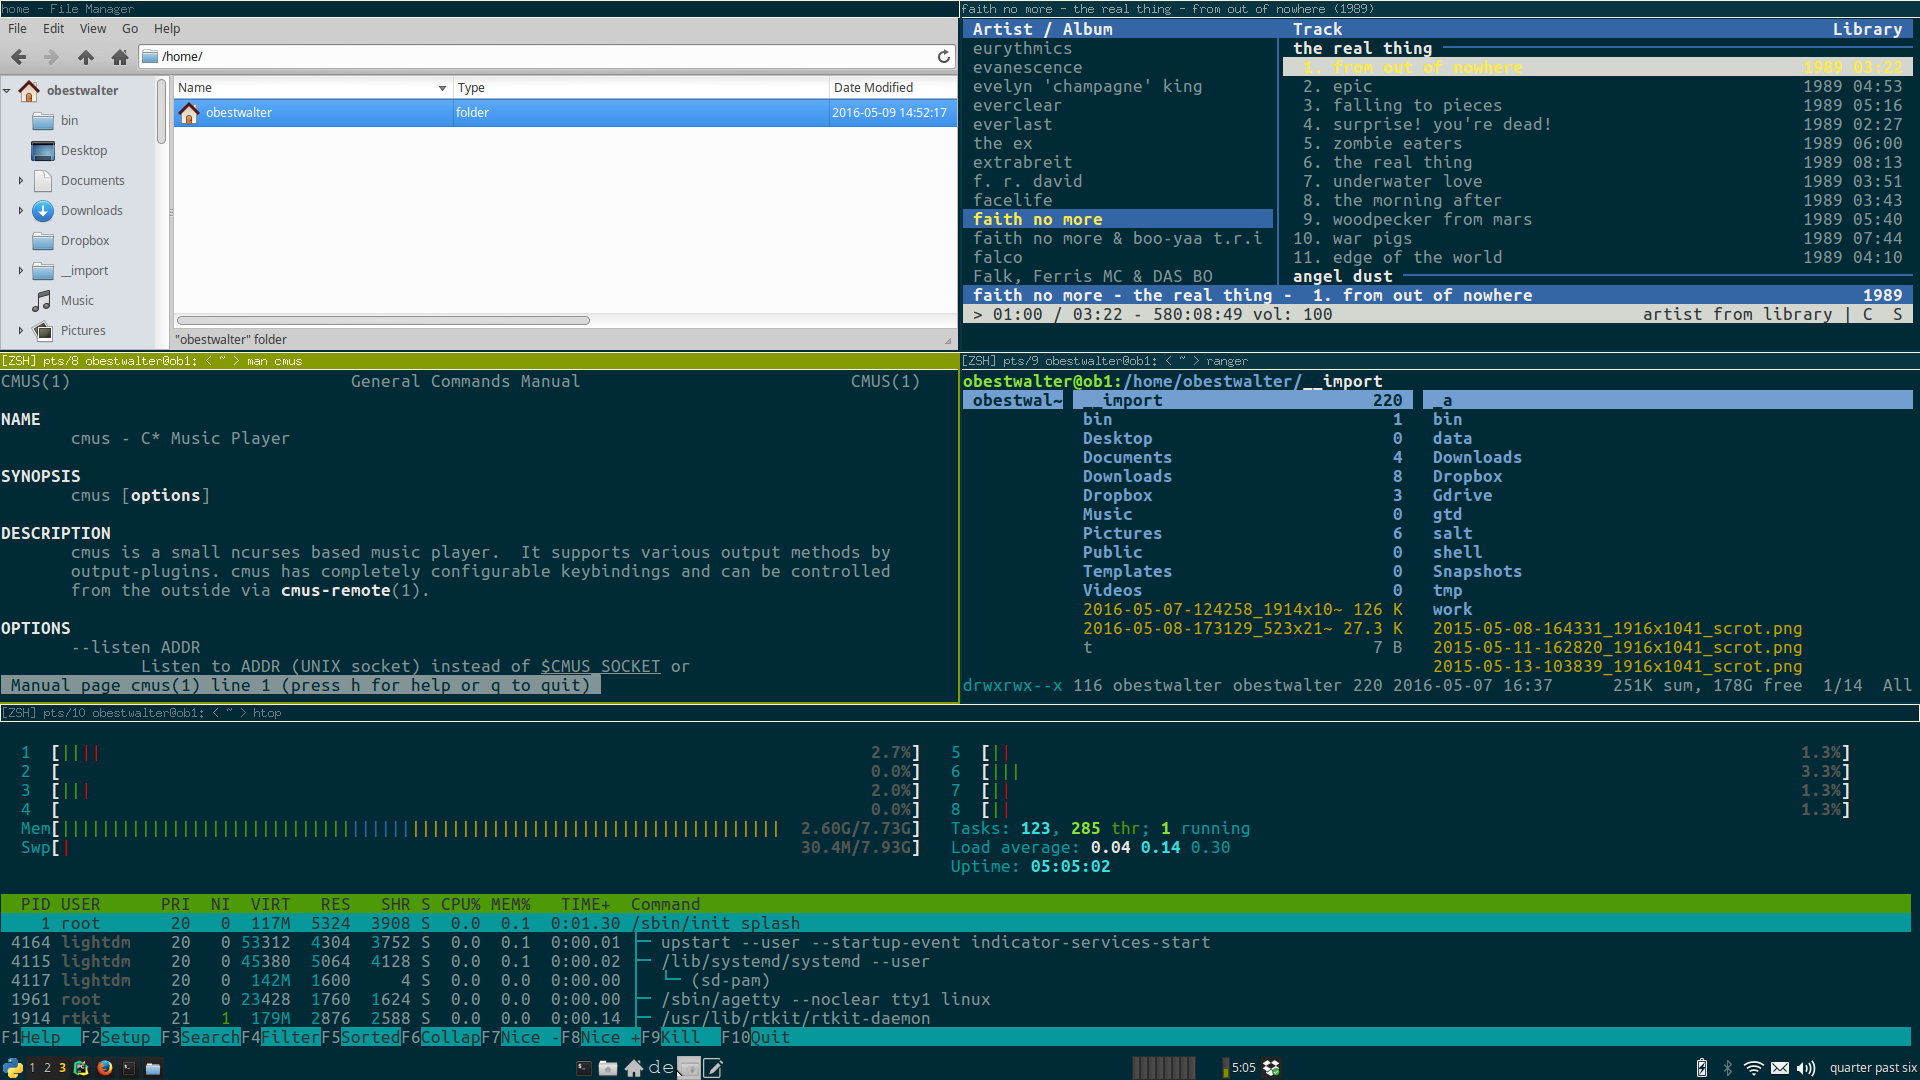 home - File Manager
File Edit View Go Help
/home/
obestwalter
bin
Desktop
Documents
Downloads
Dropbox
__import
Music
Pictures
Name Type Date Modified
obestwalter folder 2016-05-09 14:52:17
"obestwalter" folder
faith no more - the real thing - from out of nowhere (1989)
Artist / Album Track Library
eurythmics
evanescence
evelyn 'champagne' king
everclear
everlast
the ex
extrabreit
f. r. david
facelife
faith no more
faith no more & boo-yaa t.r.i
falco
Falk, Ferris MC & DAS BO
the real thing
1. from out of nowhere 1989 03:22
2. epic 1989 04:53
3. falling to pieces 1989 05:16
4. surprise! you're dead! 1989 02:27
5. zombie eaters 1989 06:00
6. the real thing 1989 08:13
7. underwater love 1989 03:51
8. the morning after 1989 03:43
9. woodpecker from mars 1989 05:40
10. war pigs 1989 07:44
11. edge of the world 1989 04:10
angel dust
faith no more - the real thing - 1. from out of nowhere 1989
> 01:00 / 03:22 - 580:08:49 vol: 100 artist from library | C S
[ZSH] pts/8 obestwalter@ob1: < ~ > man cmus
CMUS(1) General Commands Manual CMUS(1)
NAME
cmus - C* Music Player
SYNOPSIS
cmus [options]
DESCRIPTION
cmus is a small ncurses based music player. It supports various output methods by
output-plugins. cmus has completely configurable keybindings and can be controlled
from the outside via cmus-remote(1).
OPTIONS
--listen ADDR
Listen to ADDR (UNIX socket) instead of $CMUS_SOCKET or
Manual page cmus(1) line 1 (press h for help or q to quit)
[ZSH] pts/9 obestwalter@ob1: < ~ > ranger
obestwalter@ob1:/home/obestwalter/__import
obestwal~ __import 220 _a
bin 1 bin
Desktop 0 data
Documents 4 Downloads
Downloads 8 Dropbox
Dropbox 3 Gdrive
Music 0 gtd
Pictures 6 salt
Public 0 shell
Templates 0 Snapshots
Videos 0 tmp
2016-05-07-124258_1914x10~ 126 K work
2016-05-08-173129_523x21~ 27.3 K 2015-05-08-164331_1916x1041_scrot.png
t 7 B 2015-05-11-162820_1916x1041_scrot.png
2015-05-13-103839_1916x1041_scrot.png
drwxrwx--x 116 obestwalter obestwalter 220 2016-05-07 16:37 251K sum, 178G free 1/14 All
[ZSH] pts/10 obestwalter@ob1: < ~ > htop
1 [|||| 2.7%] 5 [|| 1.3%]
2 [ 0.0%] 6 [||| 3.3%]
3 [||| 2.0%] 7 [|| 1.3%]
4 [ 0.0%] 8 [|| 1.3%]
Mem[ 2.60G/7.73G] Tasks: 123, 285 thr; 1 running
Swp[| 30.4M/7.93G] Load average: 0.04 0.14 0.30
Uptime: 05:05:02
PID USER PRI NI VIRT RES SHR S CPU% MEM% TIME+ Command
1 root 20 0 117M 5324 3908 S 0.0 0.1 0:01.30 /sbin/init splash
4164 lightdm 20 0 53312 4304 3752 S 0.0 0.1 0:00.01 ├─ upstart --user --startup-event indicator-services-start
4115 lightdm 20 0 45380 5064 4128 S 0.0 0.1 0:00.02 ├─ /lib/systemd/systemd --user
4117 lightdm 20 0 142M 1600 4 S 0.0 0.0 0:00.00 │ └─ (sd-pam)
1961 root 20 0 23428 1760 1624 S 0.0 0.0 0:00.00 ├─ /sbin/agetty --noclear tty1 linux
1914 rtkit 21 1 179M 2876 2588 S 0.0 0.0 0:00.14 ├─ /usr/lib/rtkit/rtkit-daemon
F1Help F2Setup F3SearchF4FilterF5SortedF6CollapF7Nice -F8Nice +F9Kill F10Quit
1 2 3 de 5:05 quarter past six